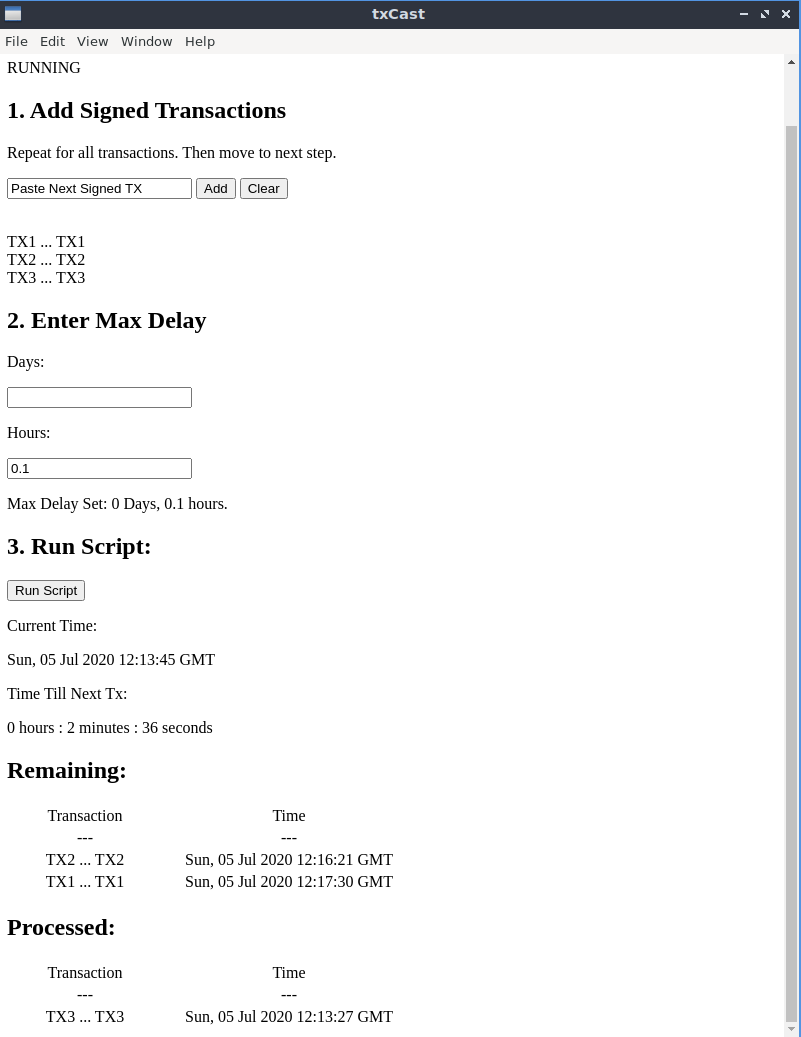 txCast
File Edit View Window Help
RUNNING
1. Add Signed Transactions
Repeat for all transactions. Then move to next step.
Paste Next Signed TX Add Clear
TX1 ... TX1
TX2 ... TX2
TX3 ... TX3
2. Enter Max Delay
Days:
Hours:
0.1
Max Delay Set: 0 Days, 0.1 hours.
3. Run Script:
Run Script
Current Time:
Sun, 05 Jul 2020 12:13:45 GMT
Time Till Next Tx:
0 hours : 2 minutes : 36 seconds
Remaining:
Transaction Time
--- ---
TX2 ... TX2 Sun, 05 Jul 2020 12:16:21 GMT
TX1 ... TX1 Sun, 05 Jul 2020 12:17:30 GMT
Processed:
Transaction Time
--- ---
TX3 ... TX3 Sun, 05 Jul 2020 12:13:27 GMT